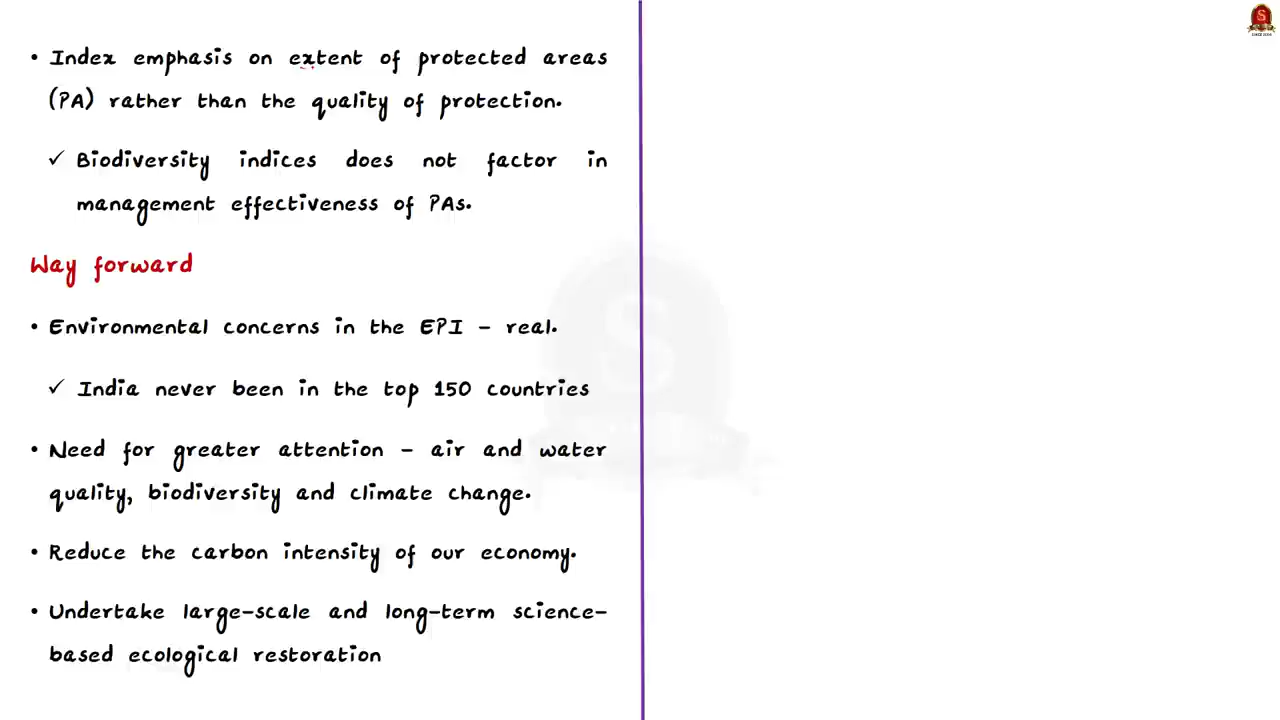 • Index emphasis on extent of protected areas
(PA) rather than the quality of protection.
✓ Biodiversity indices does not factor in
management effectiveness of PAs.
Way forward
• Environmental concerns in the EPI – real.
✓ India never been in the top 150 countries
• Need for greater attention – air and water
quality, biodiversity and climate change.
• Reduce the carbon intensity of our economy.
• Undertake large-scale and long-term science-
based ecological restoration
S